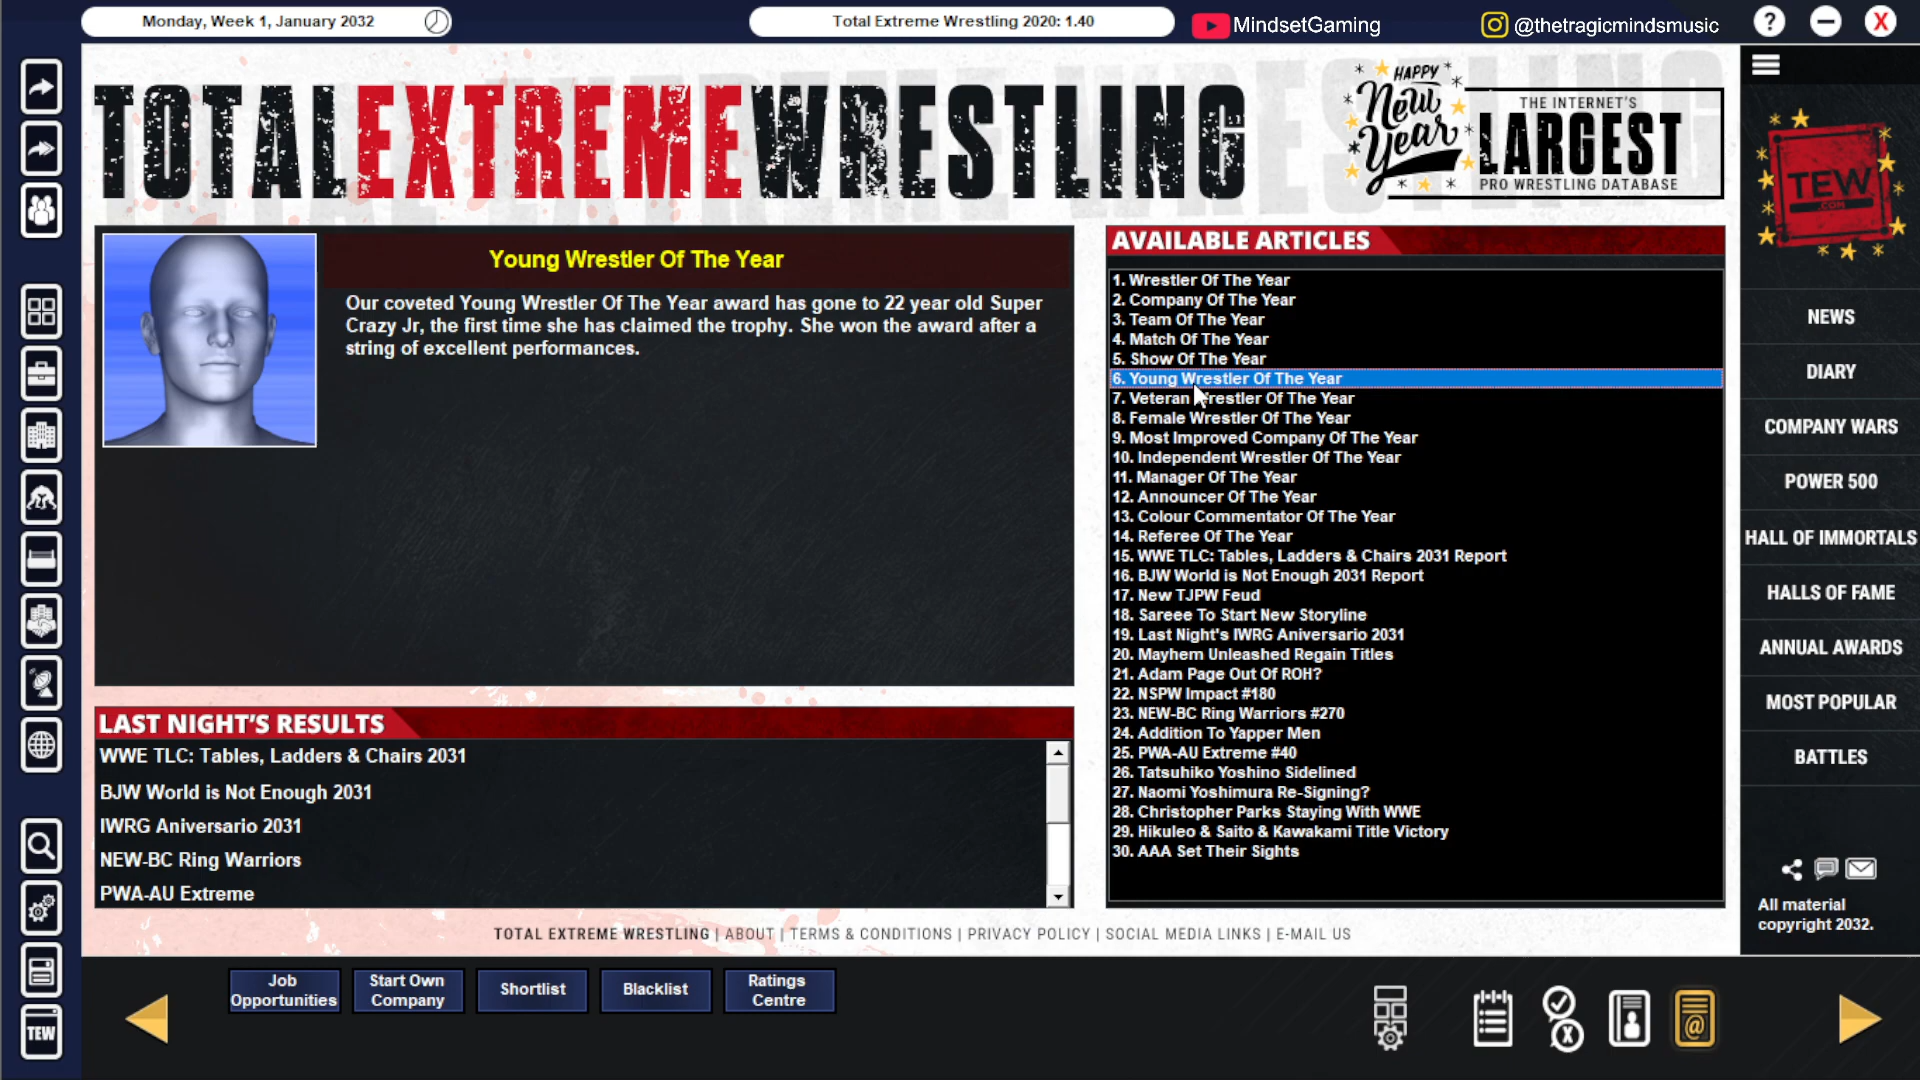 Monday, Week 1, January 2032
Total Extreme Wrestling 2020: 1.40
MindsetGaming
@thetragicmindsmusic
?
X
TOTALEXTREMEWRESTLING
HAPPY
New
Year
THE INTERNET'S
LARGEST
PRO WRESTLING DATABASE
TEW
.COM
Young Wrestler Of The Year
Our coveted Young Wrestler Of The Year award has gone to 22 year old Super
Crazy Jr, the first time she has claimed the trophy. She won the award after a
string of excellent performances.
AVAILABLE ARTICLES
1. Wrestler Of The Year
2. Company Of The Year
3. Team Of The Year
4. Match Of The Year
5. Show Of The Year
6. Young Wrestler Of The Year
7. Veteran Wrestler Of The Year
8. Female Wrestler Of The Year
9. Most Improved Company Of The Year
10. Independent Wrestler Of The Year
11. Manager Of The Year
12. Announcer Of The Year
13. Colour Commentator Of The Year
14. Referee Of The Year
15. WWE TLC: Tables, Ladders & Chairs 2031 Report
16. BJW World is Not Enough 2031 Report
17. New TJPW Feud
18. Sareee To Start New Storyline
19. Last Night's IWRG Aniversario 2031
20. Mayhem Unleashed Regain Titles
21. Adam Page Out Of ROH?
22. NSPW Impact #180
23. NEW-BC Ring Warriors #270
24. Addition To Yapper Men
25. PWA-AU Extreme #40
26. Tatsuhiko Yoshino Sidelined
27. Naomi Yoshimura Re-Signing?
28. Christopher Parks Staying With WWE
29. Hikuleo & Saito & Kawakami Title Victory
30. AAA Set Their Sights
NEWS
DIARY
COMPANY WARS
POWER 500
HALL OF IMMORTALS
HALLS OF FAME
ANNUAL AWARDS
MOST POPULAR
BATTLES
All material
copyright 2032.
LAST NIGHT'S RESULTS
WWE TLC: Tables, Ladders & Chairs 2031
BJW World is Not Enough 2031
IWRG Aniversario 2031
NEW-BC Ring Warriors
PWA-AU Extreme
TOTAL EXTREME WRESTLING | ABOUT | TERMS & CONDITIONS | PRIVACY POLICY | SOCIAL MEDIA LINKS | E-MAIL US
TEW
Job
Opportunities
Start Own
Company
Shortlist
Blacklist
Ratings
Centre